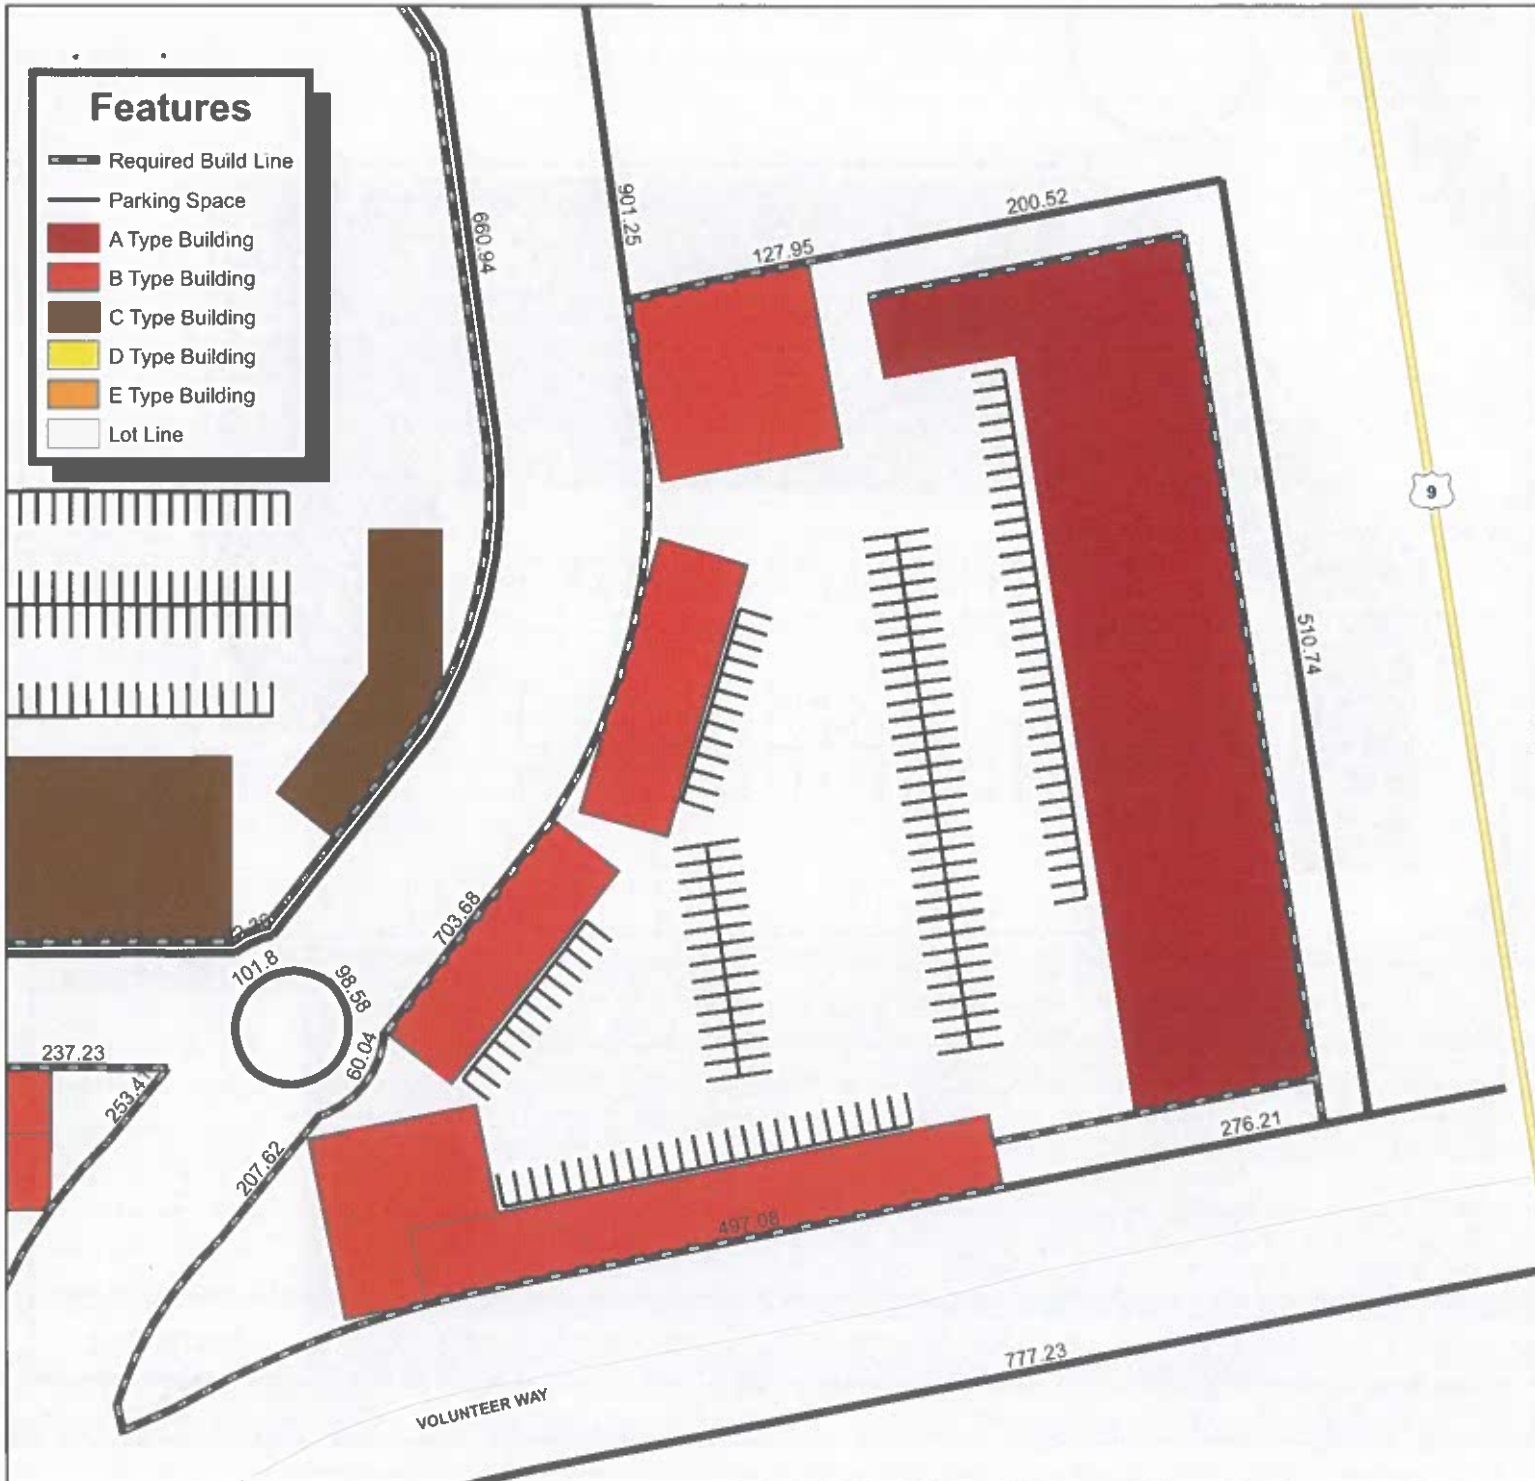 Features
Required Build Line
Parking Space
A Type Building
B Type Building
C Type Building
D Type Building
E Type Building
Lot Line
660.94
901.25
127.95
200.52
9
510.74
703.68
101.8
98.58
60.04
237.23
253.41
207.62
276.21
497.08
777.23
VOLUNTEER WAY